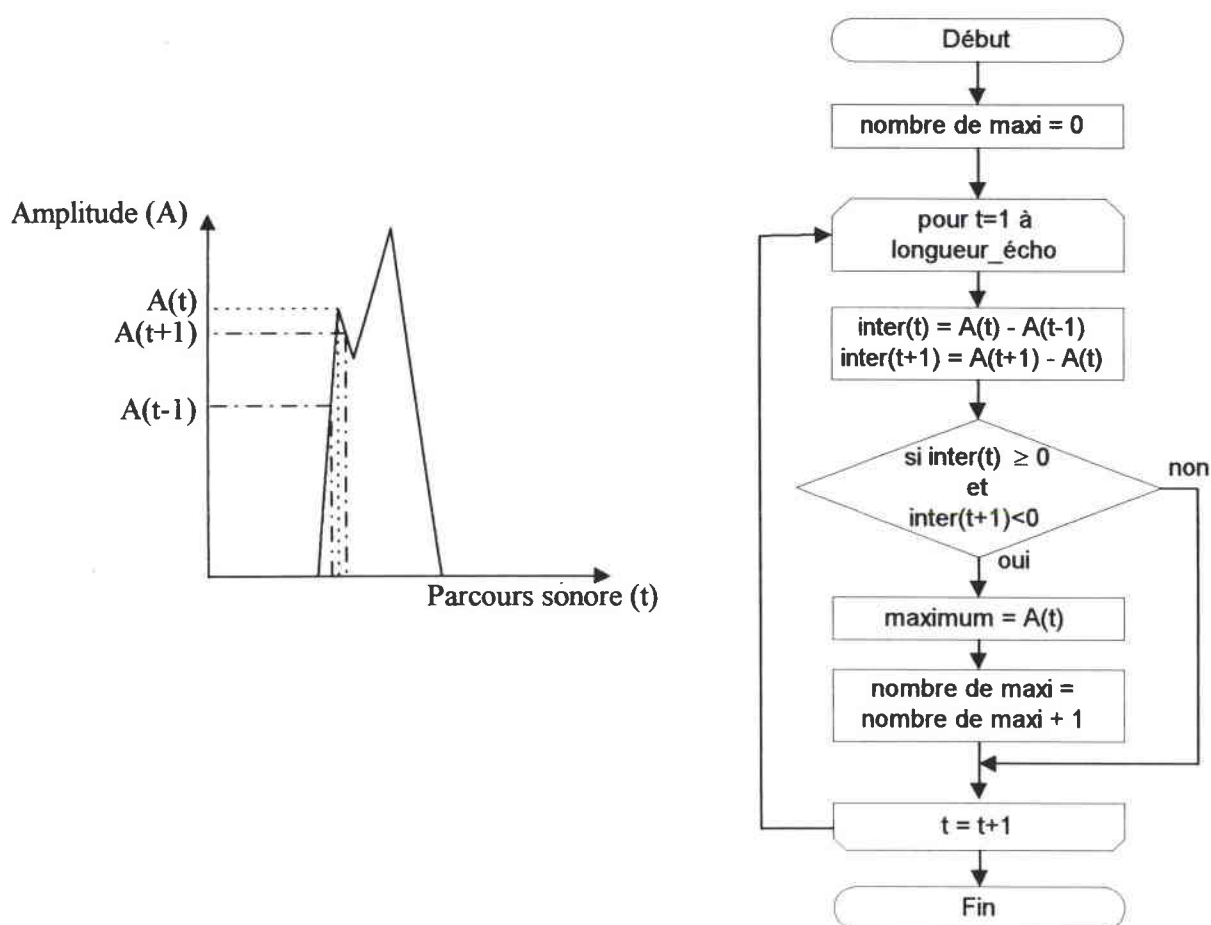 Amplitude (A)
A(t)
A(t+1)
A(t-1)
Parcours sonore (t)
Début
nombre de maxi = 0
pour t=1 à
longueur_écho
inter(t) = A(t) - A(t-1)
inter(t+1) = A(t+1) - A(t)
si inter(t) ≥ 0
et
inter(t+1)<0
non
oui
maximum = A(t)
nombre de maxi =
nombre de maxi + 1
t = t+1
Fin